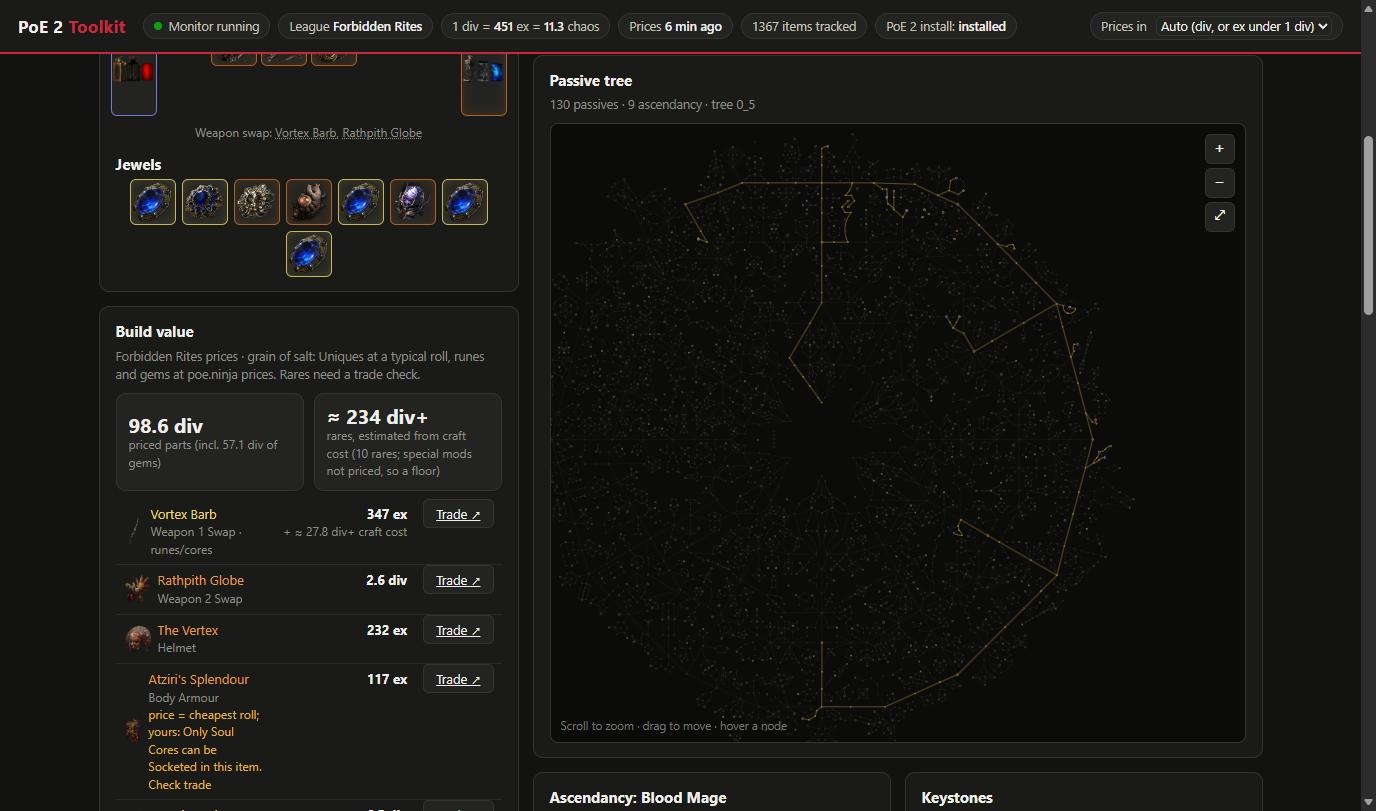 PoE 2 Toolkit
Monitor running
League Forbidden Rites
1 div = 451 ex = 11.3 chaos
Prices 6 min ago
1367 items tracked
PoE 2 install: installed
Prices in Auto (div, or ex under 1 div)
Weapon swap: Vortex Barb, Rathpith Globe
Jewels
Build value
Forbidden Rites prices · grain of salt: Uniques at a typical roll, runes
and gems at poe.ninja prices. Rares need a trade check.
98.6 div
priced parts (incl. 57.1 div of
gems)
≈ 234 div+
rares, estimated from craft
cost (10 rares; special mods
not priced, so a floor)
Vortex Barb
347 ex
Trade ↗
Weapon 1 Swap ·
runes/cores
+ ≈ 27.8 div+ craft cost
Rathpith Globe
2.6 div
Trade ↗
Weapon 2 Swap
The Vertex
232 ex
Trade ↗
Helmet
Atziri's Splendour
117 ex
Trade ↗
Body Armour
price = cheapest roll;
yours: Only Soul
Cores can be
Socketed in this item.
Check trade
Passive tree
130 passives · 9 ascendancy · tree 0_5
+
−
⤢
Scroll to zoom · drag to move · hover a node
Ascendancy: Blood Mage
Keystones